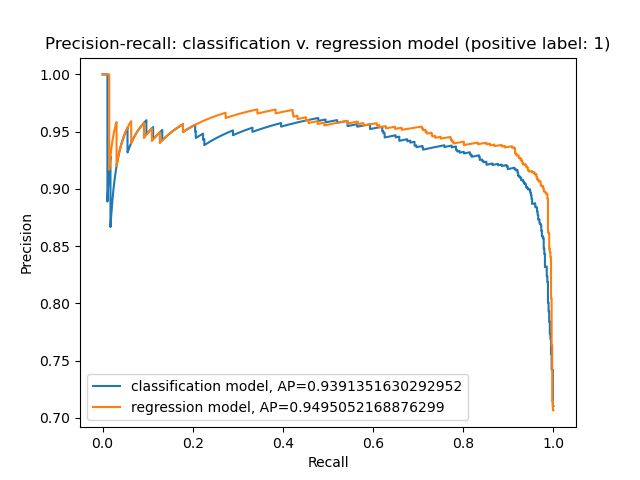 Precision-recall: classification v. regression model (positive label: 1)
1.00
0.95
0.90
0.85
0.80
0.75
0.70
Precision
classification model, AP=0.9391351630292952
regression model, AP=0.9495052168876299
0.0 0.2 0.4 0.6 0.8 1.0
Recall